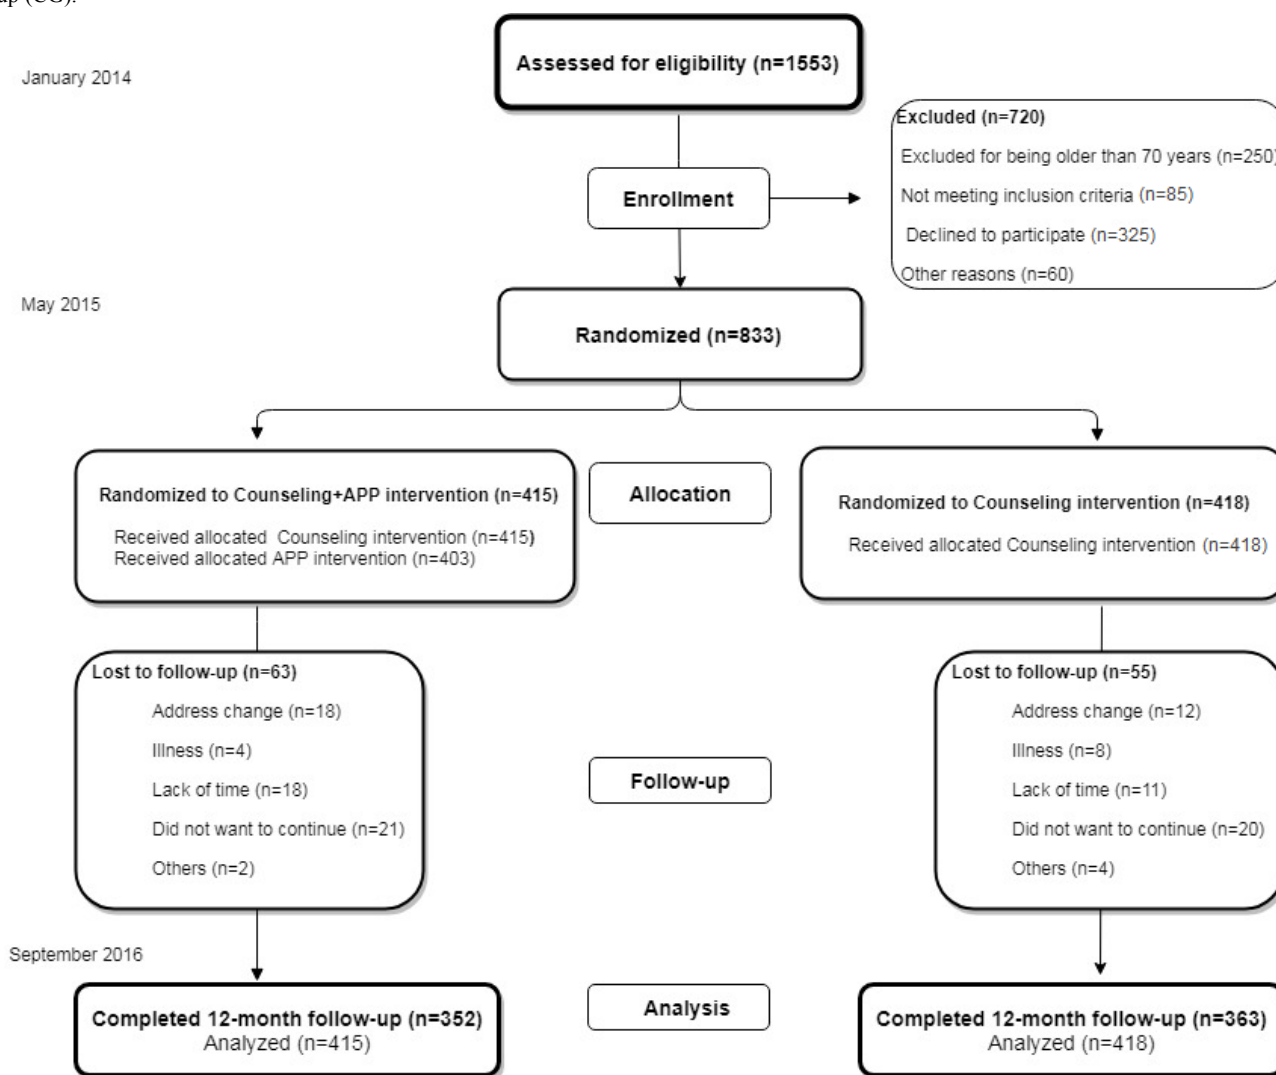 up (CG).
Assessed for eligibility (n=1553)
January 2014
Excluded (n=720)
Excluded for being older than 70 years (n=250)
Not meeting inclusion criteria (n=85)
Declined to participate (n=325)
Other reasons (n=60)
Enrollment
May 2015
Randomized (n=833)
Randomized to Counseling+APP intervention (n=415)
Received allocated Counseling intervention (n=415)
Received allocated APP intervention (n=403)
Allocation
Randomized to Counseling intervention (n=418)
Received allocated Counseling intervention (n=418)
Lost to follow-up (n=63)
Address change (n=18)
Illness (n=4)
Lack of time (n=18)
Did not want to continue (n=21)
Others (n=2)
Follow-up
Lost to follow-up (n=55)
Address change (n=12)
Illness (n=8)
Lack of time (n=11)
Did not want to continue (n=20)
Others (n=4)
September 2016
Completed 12-month follow-up (n=352)
Analyzed (n=415)
Analysis
Completed 12-month follow-up (n=363)
Analyzed (n=418)